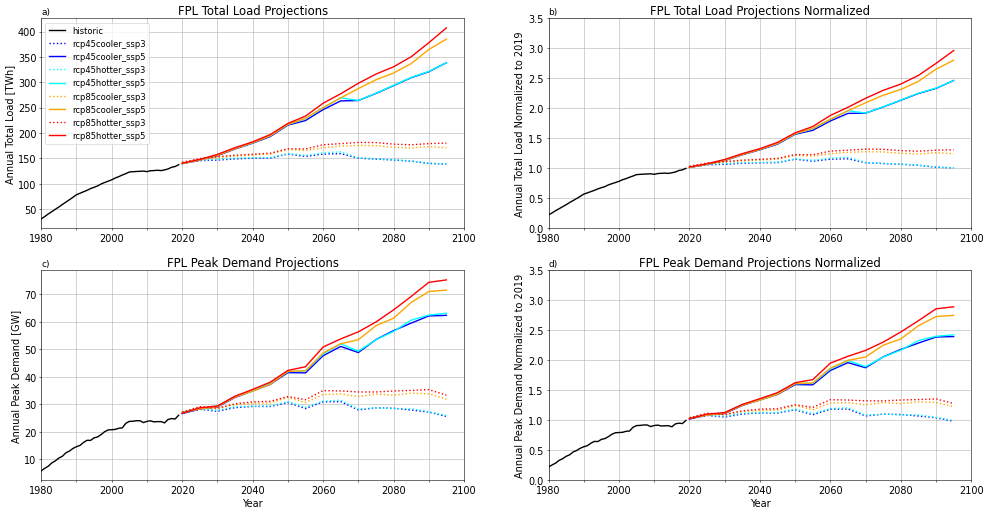 a)
FPL Total Load Projections
Annual Total Load [TWh]
400
350
300
250
200
150
100
50
historic
rcp45cooler_ssp3
rcp45cooler_ssp5
rcp45hotter_ssp3
rcp45hotter_ssp5
rcp85cooler_ssp3
rcp85cooler_ssp5
rcp85hotter_ssp3
rcp85hotter_ssp5
1980 2000 2020 2040 2060 2080 2100
b)
FPL Total Load Projections Normalized
Annual Total Load Normalized to 2019
3.5
3.0
2.5
2.0
1.5
1.0
0.5
0.0
1980 2000 2020 2040 2060 2080 2100
c)
FPL Peak Demand Projections
Annual Peak Demand [GW]
70
60
50
40
30
20
10
1980 2000 2020 2040 2060 2080 2100
Year
d)
FPL Peak Demand Projections Normalized
Annual Peak Demand Normalized to 2019
3.5
3.0
2.5
2.0
1.5
1.0
0.5
0.0
1980 2000 2020 2040 2060 2080 2100
Year